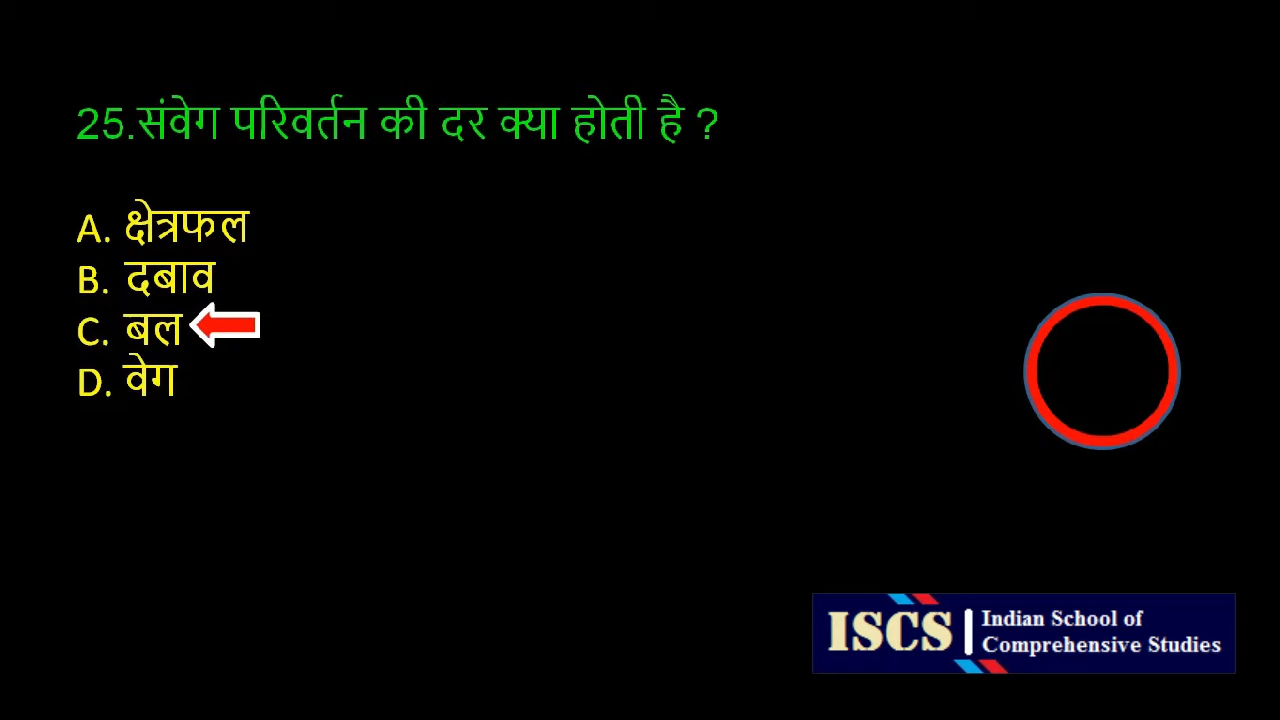 25.संवेग परिवर्तन की दर क्या होती है ?
A. क्षेत्रफल
B. दबाव
C. बल
D. वेग
ISCS
Indian School of
Comprehensive Studies